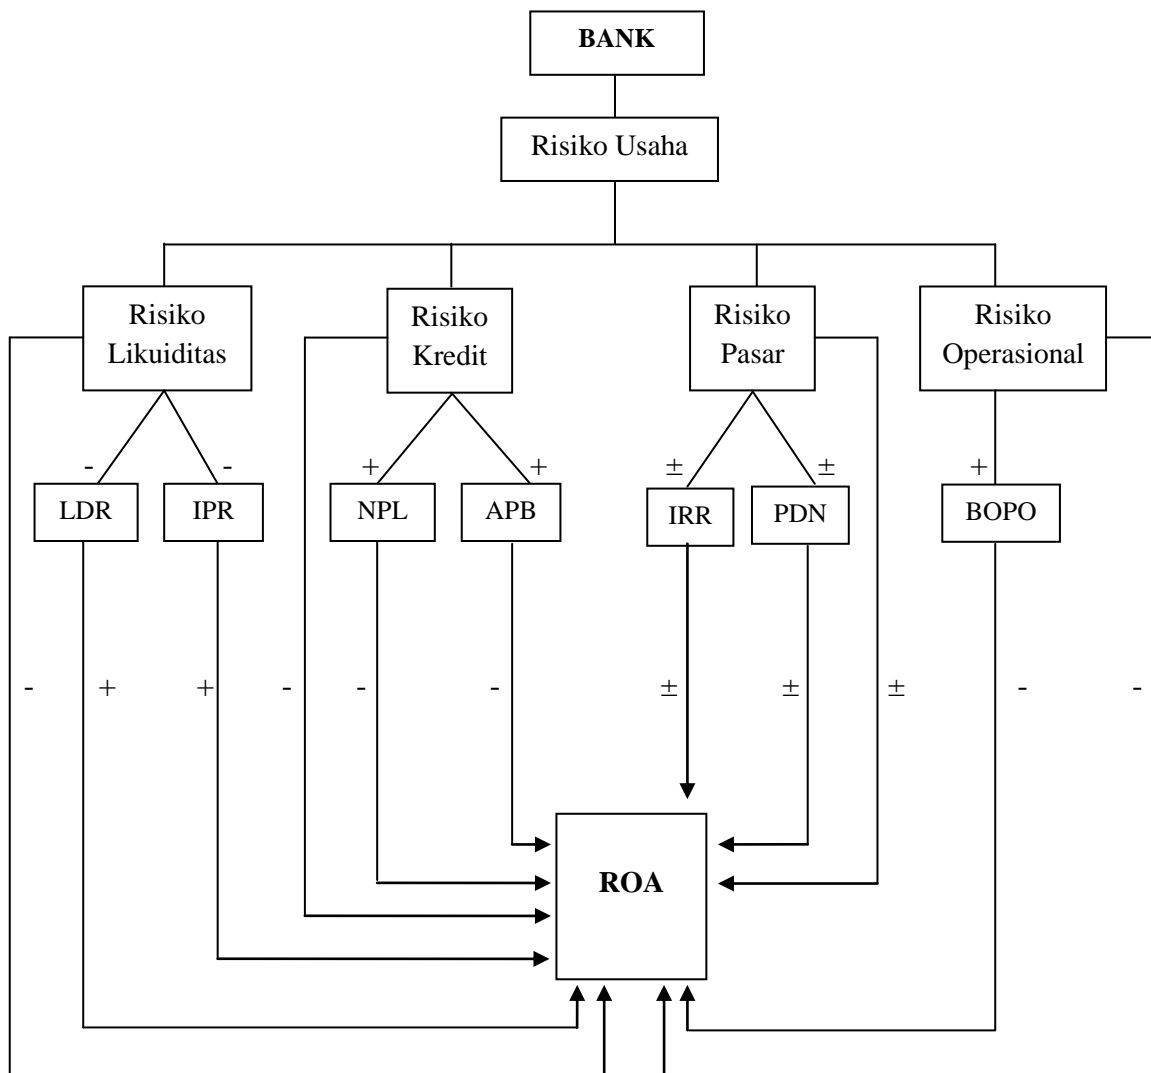 BANK
Risiko Usaha
Risiko
Likuiditas
Risiko
Kredit
Risiko
Pasar
Risiko
Operasional
- - + + ± ± +
LDR IPR NPL APB IRR PDN BOPO
- + + - - - ± ± ± - -
ROA